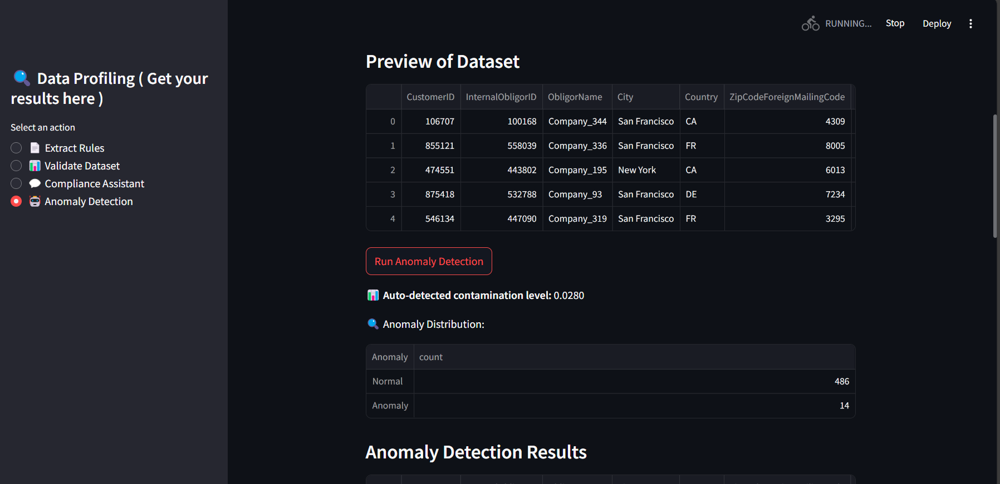 RUNNING...
Stop
Deploy
Data Profiling ( Get your
results here )
Select an action
Extract Rules
Validate Dataset
Compliance Assistant
Anomaly Detection
Preview of Dataset
CustomerID InternalObligorID ObligorName City Country ZipCodeForeignMailingCode
0 106707 100168 Company_344 San Francisco CA 4309
1 855121 558039 Company_336 San Francisco FR 8005
2 474551 443802 Company_195 New York CA 6013
3 875418 532788 Company_93 San Francisco DE 7234
4 546134 447090 Company_319 San Francisco FR 3295
Run Anomaly Detection
Auto-detected contamination level: 0.0280
Anomaly Distribution:
Anomaly count
Normal 486
Anomaly 14
Anomaly Detection Results